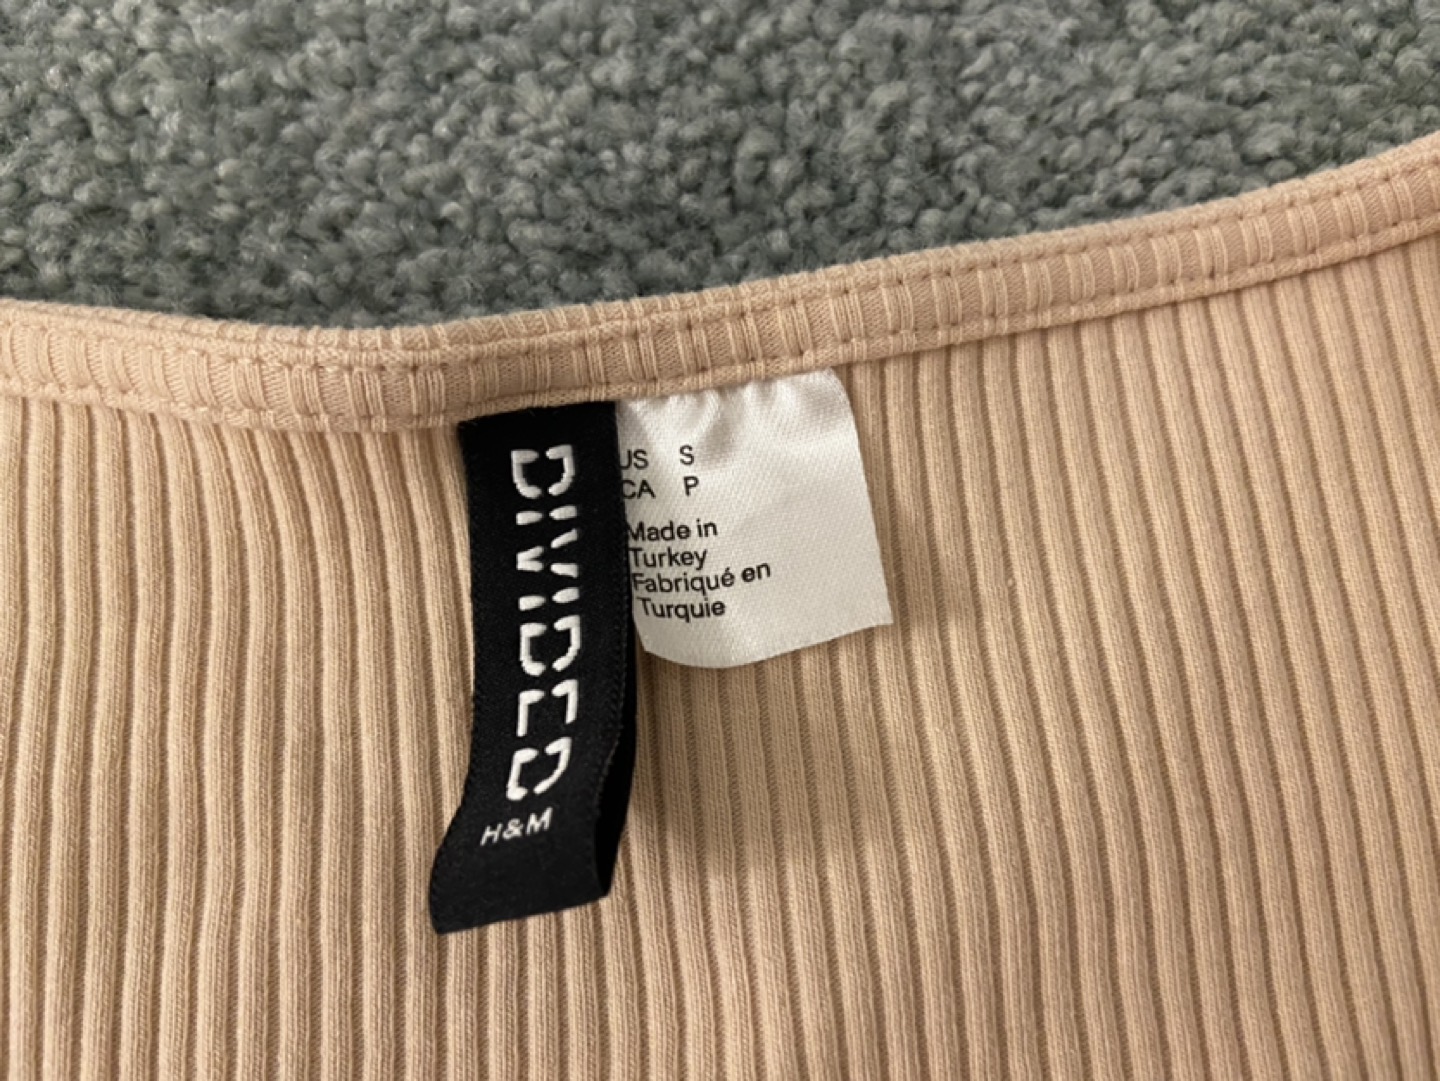 DIVIDED
H&M
US S
CA P
Made in
Turkey
Fabriqué en
Turquie